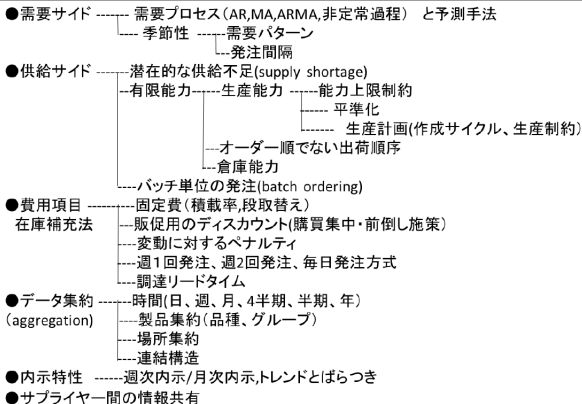 ●需要サイド 需要プロセス(AR,MA,ARMA,非定常過程) と予測手法
季節性 需要パターン
発注間隔
●供給サイド 潜在的な供給不足(supply shortage)
有限能力 生産能力 能力上限制約
平準化
生産計画(作成サイクル、生産制約)
オーダー順でない出荷順序
倉庫能力
バッチ単位の発注(batch ordering)
●費用項目 固定費(積載率,段取替え)
在庫補充法 販促用のディスカウント(購買集中・前倒し施策)
変動に対するペナルティ
週1回発注、週2回発注、毎日発注方式
調達リードタイム
●データ集約 時間(日、週、月、4半期、半期、年)
(aggregation) 製品集約(品種、グループ)
場所集約
連結構造
●内示特性 週次内示/月次内示,トレンドとばらつき
●サプライヤー間の情報共有